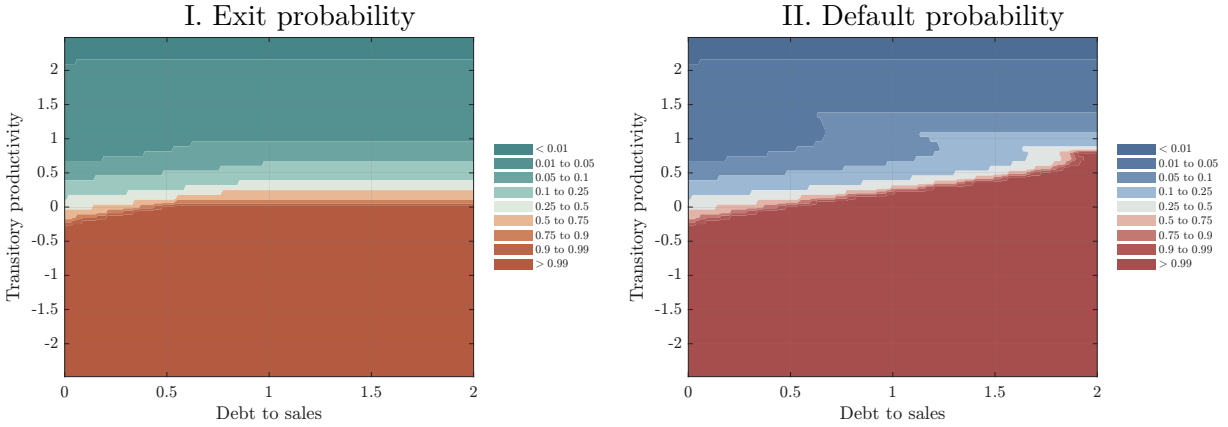 I. Exit probability
Transitory productivity
2
1.5
1
0.5
0
-0.5
-1
-1.5
-2
0
0.5
1
1.5
2
Debt to sales
< 0.01
0.01 to 0.05
0.05 to 0.1
0.1 to 0.25
0.25 to 0.5
0.5 to 0.75
0.75 to 0.9
0.9 to 0.99
> 0.99
II. Default probability
Transitory productivity
2
1.5
1
0.5
0
-0.5
-1
-1.5
-2
0
0.5
1
1.5
2
Debt to sales
< 0.01
0.01 to 0.05
0.05 to 0.1
0.1 to 0.25
0.25 to 0.5
0.5 to 0.75
0.75 to 0.9
0.9 to 0.99
> 0.99